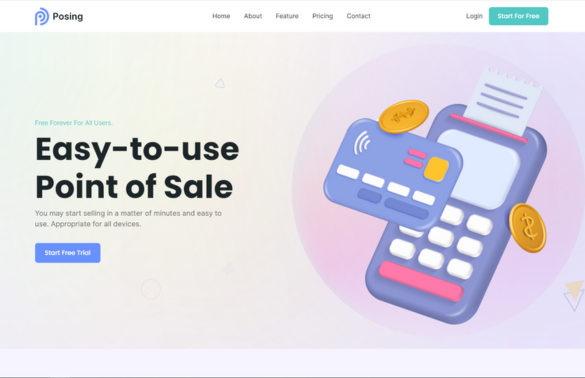 Posing
Home About Feature Pricing Contact
Login Start For Free
Free Forever For All Users.
Easy-to-use
Point of Sale
You may start selling in a matter of minutes and easy to
use. Appropriate for all devices.
Start Free Trial